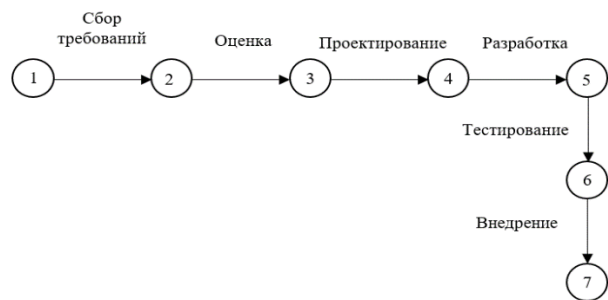 Сбор
требований
Оценка
Проектирование
Разработка
1
2
3
4
5
Тестирование
6
Внедрение
7